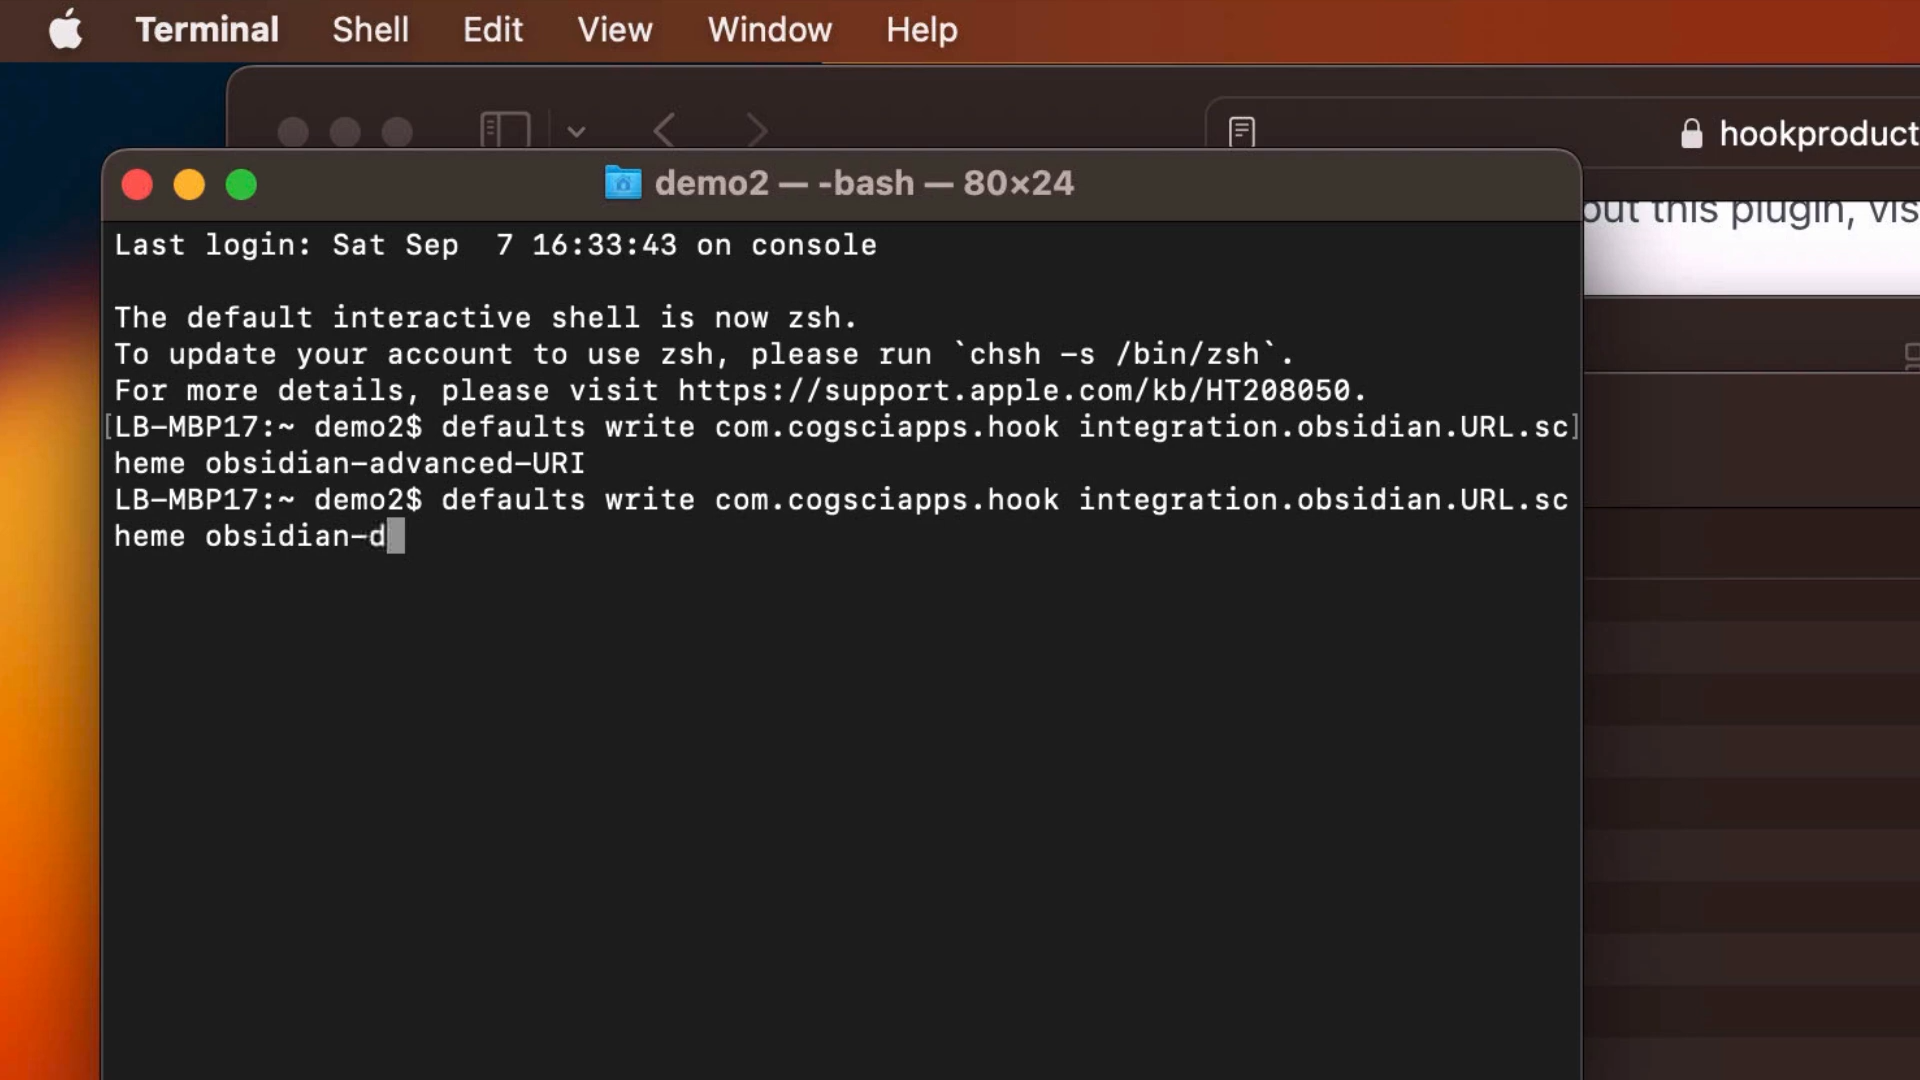 Terminal Shell Edit View Window Help
hookproduct
demo2 — -bash — 80×24
out this plugin, vis
Last login: Sat Sep  7 16:33:43 on console
The default interactive shell is now zsh.
To update your account to use zsh, please run `chsh -s /bin/zsh`.
For more details, please visit https://support.apple.com/kb/HT208050.
[LB-MBP17:~ demo2$ defaults write com.cogsciapps.hook integration.obsidian.URL.sc]
heme obsidian-advanced-URI
LB-MBP17:~ demo2$ defaults write com.cogsciapps.hook integration.obsidian.URL.sc
heme obsidian-d